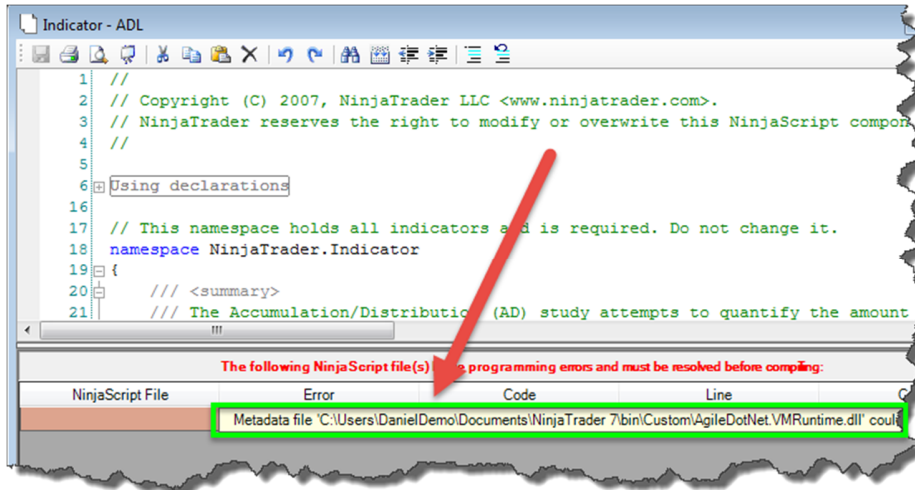 Indicator - ADL
1 //
2 // Copyright (C) 2007, NinjaTrader LLC <www.ninjatrader.com>.
3 // NinjaTrader reserves the right to modify or overwrite this NinjaScript compon
4 //
5
6 Using declarations
16
17 // This namespace holds all indicators and is required. Do not change it.
18 namespace NinjaTrader.Indicator
19 {
20 /// <summary>
21 /// The Accumulation/Distribution (AD) study attempts to quantify the amount
The following NinjaScript file(s) programming errors and must be resolved before compiling:
NinjaScript File Error Code Line C
Metadata file 'C:\Users\DanielDemo\Documents\NinjaTrader 7\bin\Custom\AgileDotNet.VMRuntime.dll' coul